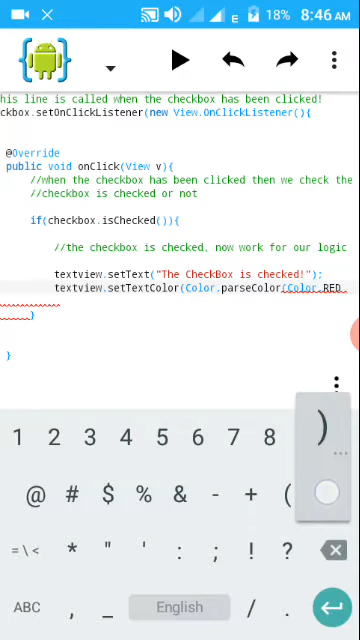 E 18% 8:46 AM
his line is called when the checkbox has been clicked!
ckbox.setOnClickListener(new View.OnClickListener(){
@Override
public void onClick(View v){
//when the checkbox has been clicked then we check the
//checkbox is checked or not
if(checkbox.isChecked()){
//the checkbox is checked, now work for our logic
textview.setText("The CheckBox is checked!");
textview.setTextColor(Color.parseColor(Color.RED
}
}
)
1 2 3 4 5 6 7 8
@ # $ % & - + (
=\< * " ' : ; ! ?
ABC , _ English / .